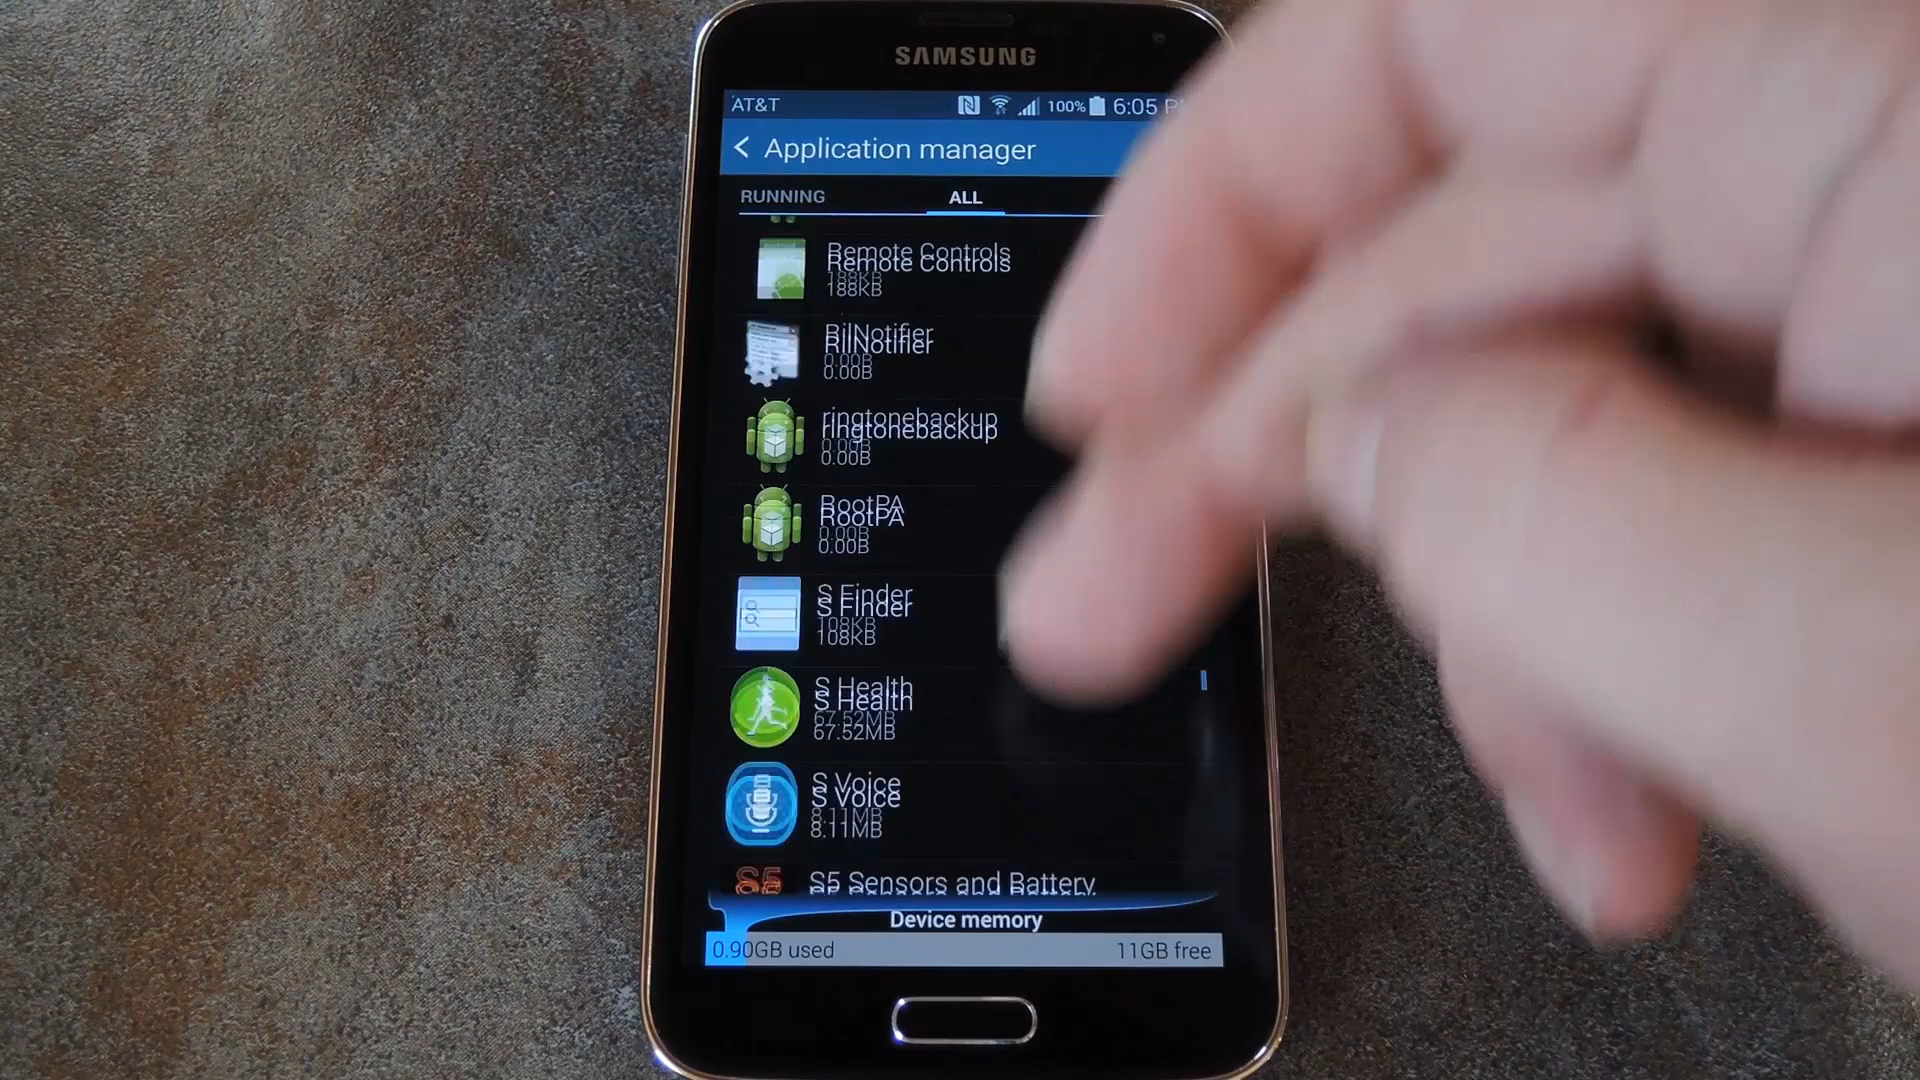 SAMSUNG
AT&T 100% 6:05 P
Application manager
RUNNING ALL
Remote Controls
188KB
RilNotifier
0.00B
ringtonebackup
0.00B
RootPA
0.00B
S Finder
108KB
S Health
67.52MB
S Voice
8.11MB
S5 S5 Sensors and Battery
Device memory
0.90GB used 11GB free